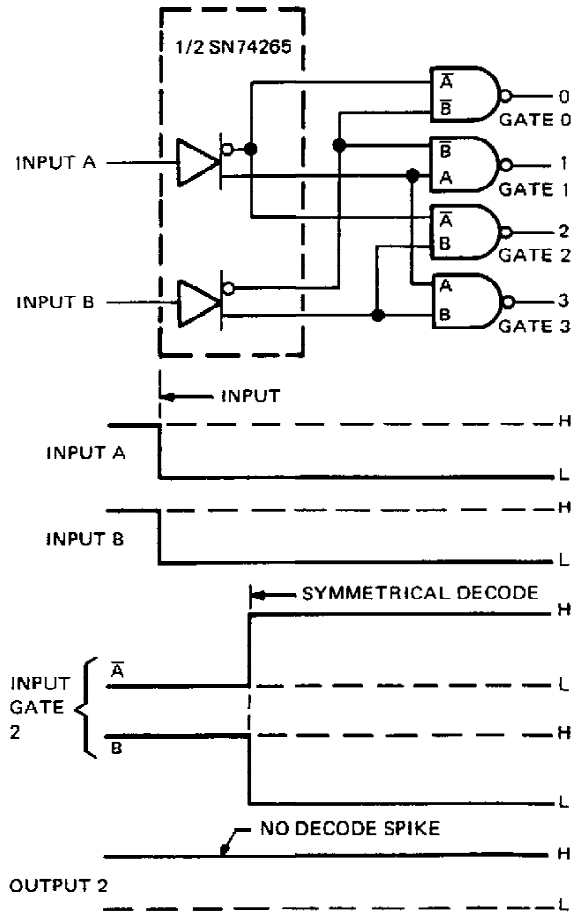 1/2 SN74265
INPUT A
INPUT B
A̅
B̅
0
GATE 0
B̅
A
1
GATE 1
A̅
B
2
GATE 2
A
B
3
GATE 3
INPUT
INPUT A
H
L
INPUT B
H
L
SYMMETRICAL DECODE
INPUT
GATE
2
A̅
H
L
B
H
L
NO DECODE SPIKE
OUTPUT 2
H
L